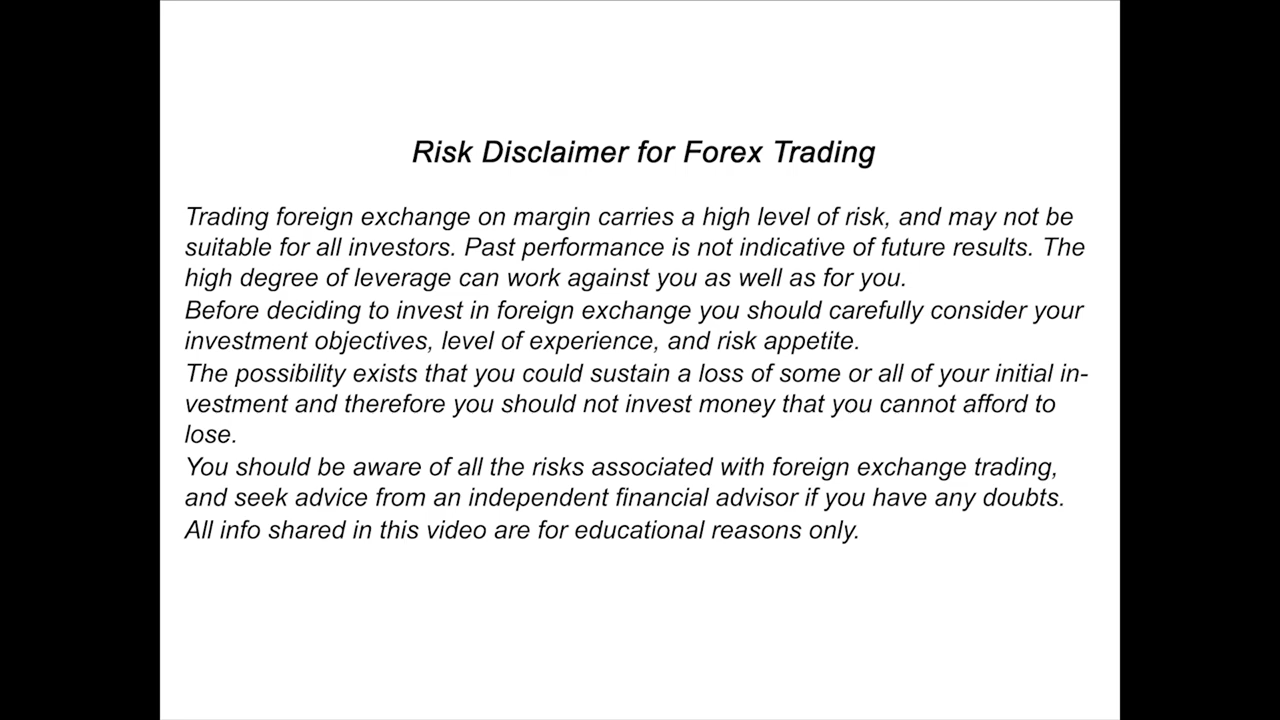 Risk Disclaimer for Forex Trading
Trading foreign exchange on margin carries a high level of risk, and may not be
suitable for all investors. Past performance is not indicative of future results. The
high degree of leverage can work against you as well as for you.
Before deciding to invest in foreign exchange you should carefully consider your
investment objectives, level of experience, and risk appetite.
The possibility exists that you could sustain a loss of some or all of your initial in-
vestment and therefore you should not invest money that you cannot afford to
lose.
You should be aware of all the risks associated with foreign exchange trading,
and seek advice from an independent financial advisor if you have any doubts.
All info shared in this video are for educational reasons only.